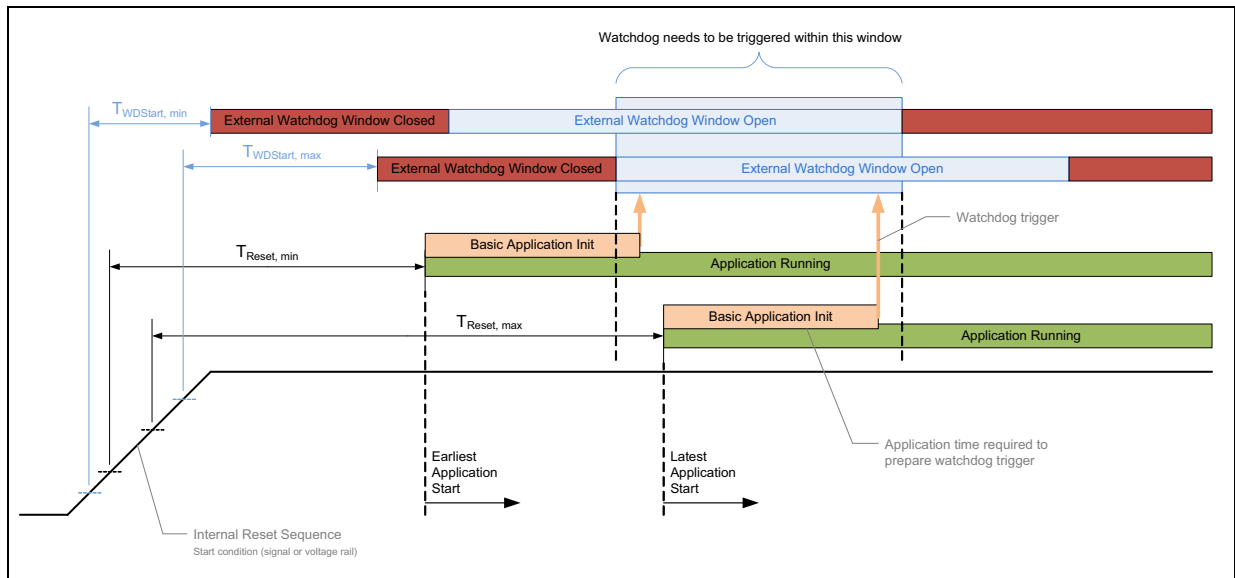 Watchdog needs to be triggered within this window
TWDStart, min
External Watchdog Window Closed
External Watchdog Window Open
TWDStart, max
External Watchdog Window Closed
External Watchdog Window Open
Watchdog trigger
TReset, min
Basic Application Init
Application Running
TReset, max
Basic Application Init
Application Running
Earliest
Application
Start
Latest
Application
Start
Application time required to
prepare watchdog trigger
Internal Reset Sequence
Start condition (signal or voltage rail)